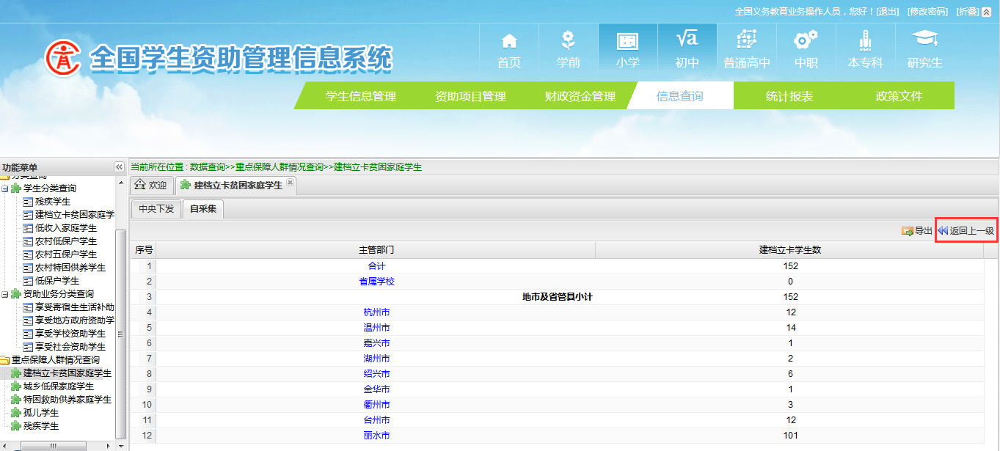 全国义务教育业务操作人员，您好！[退出] [修改密码] [折叠]
全国学生资助管理信息系统
首页 学前 小学 初中 普通高中 中职 本专科 研究生
学生信息管理 资助项目管理 财政资金管理 信息查询 统计报表 政策文件
功能菜单
分类查询
学生分类查询
残疾学生
建档立卡贫困家庭学
低收入家庭学生
农村低保户学生
农村五保户学生
农村特困供养学生
低保户学生
资助业务分类查询
享受寄宿生生活补助
享受地方政府资助学
享受学校资助学生
享受社会资助学生
重点保障人群情况查询
建档立卡贫困家庭学生
城乡低保家庭学生
特困救助供养家庭学生
孤儿学生
残疾学生
当前所在位置 : 数据查询>>重点保障人群情况查询>>建档立卡贫困家庭学生
欢迎 建档立卡贫困家庭学生
中央下发 自采集
导出 返回上一级
序号 主管部门 建档立卡学生数
1 合计 152
2 省属学校 0
3 地市及省管县小计 152
4 杭州市 12
5 温州市 14
6 嘉兴市 1
7 湖州市 2
8 绍兴市 6
9 金华市 1
10 衢州市 3
11 台州市 12
12 丽水市 101